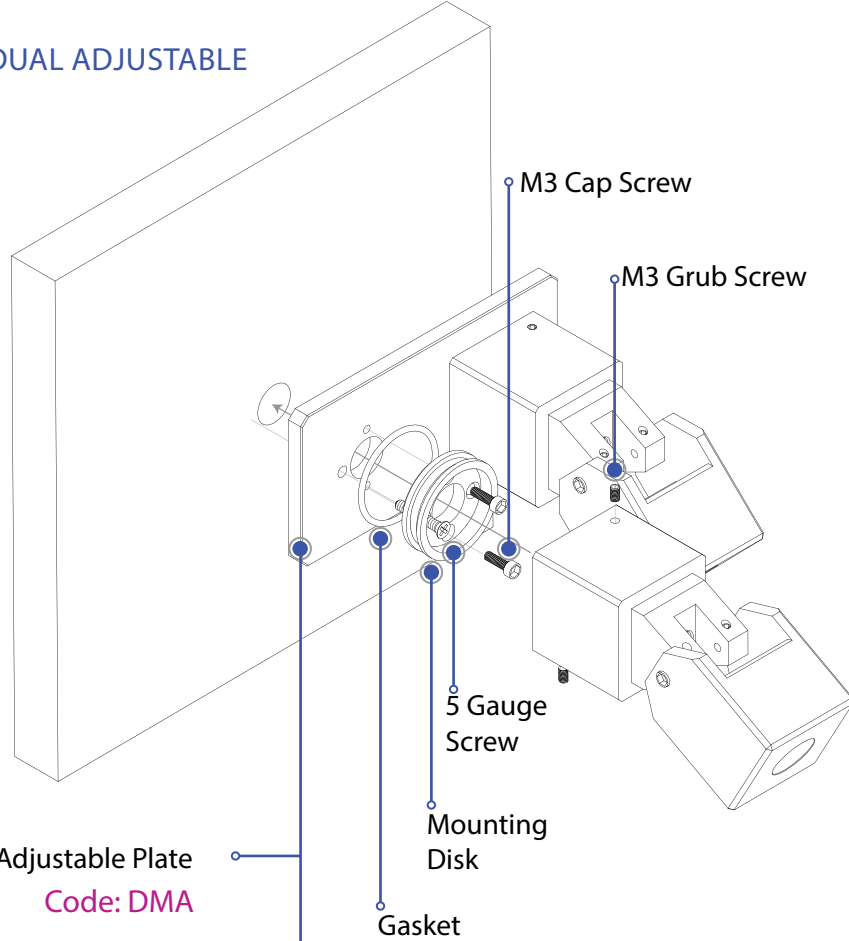 DUAL ADJUSTABLE
M3 Cap Screw
M3 Grub Screw
5 Gauge
Screw
Mounting
Disk
Adjustable Plate
Code: DMA
Gasket